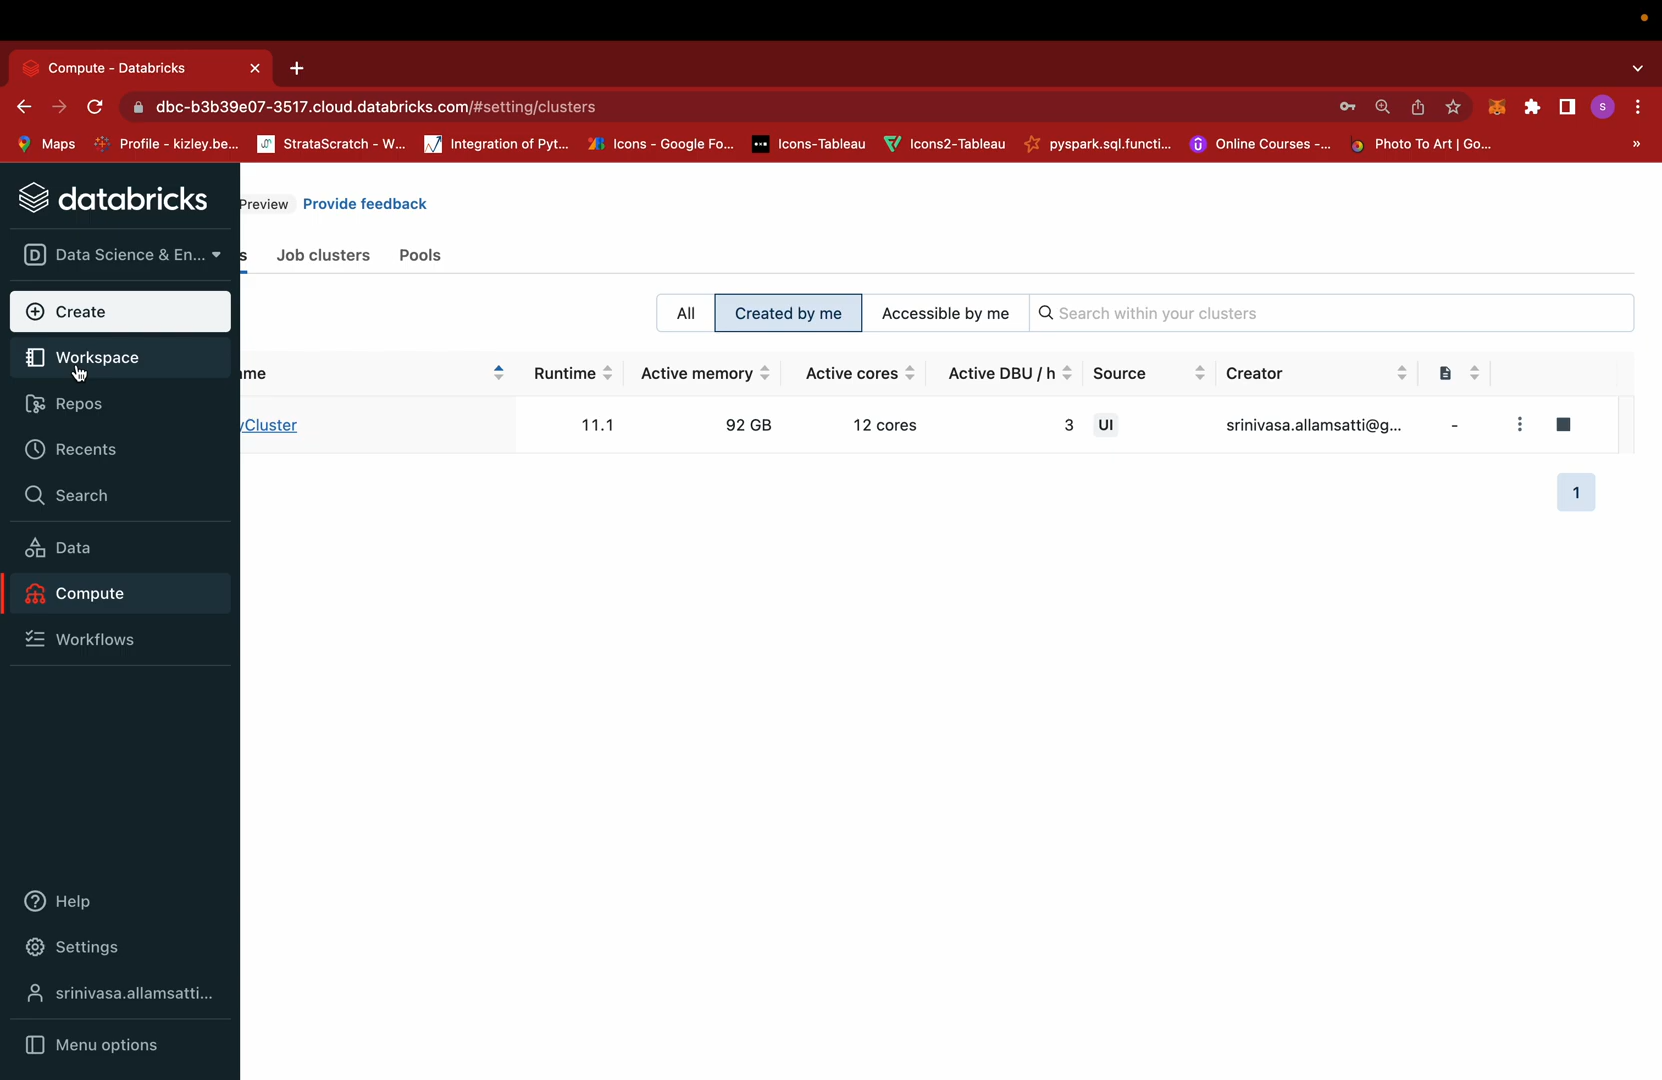 Compute - Databricks
dbc-b3b39e07-3517.cloud.databricks.com/#setting/clusters
S
Maps
Profile - kizley.be...
StrataScratch - W...
Integration of Pyt...
Icons - Google Fo...
Icons-Tableau
Icons2-Tableau
pyspark.sql.functi...
Online Courses -...
Photo To Art | Go...
»
databricks
Preview
Provide feedback
D Data Science & En...
s
Job clusters
Pools
Create
All
Created by me
Accessible by me
Search within your clusters
Workspace
me
Runtime
Active memory
Active cores
Active DBU / h
Source
Creator
Repos
yCluster
11.1
92 GB
12 cores
3
UI
srinivasa.allamsatti@g...
-
Recents
Search
1
Data
Compute
Workflows
Help
Settings
srinivasa.allamsatti...
Menu options